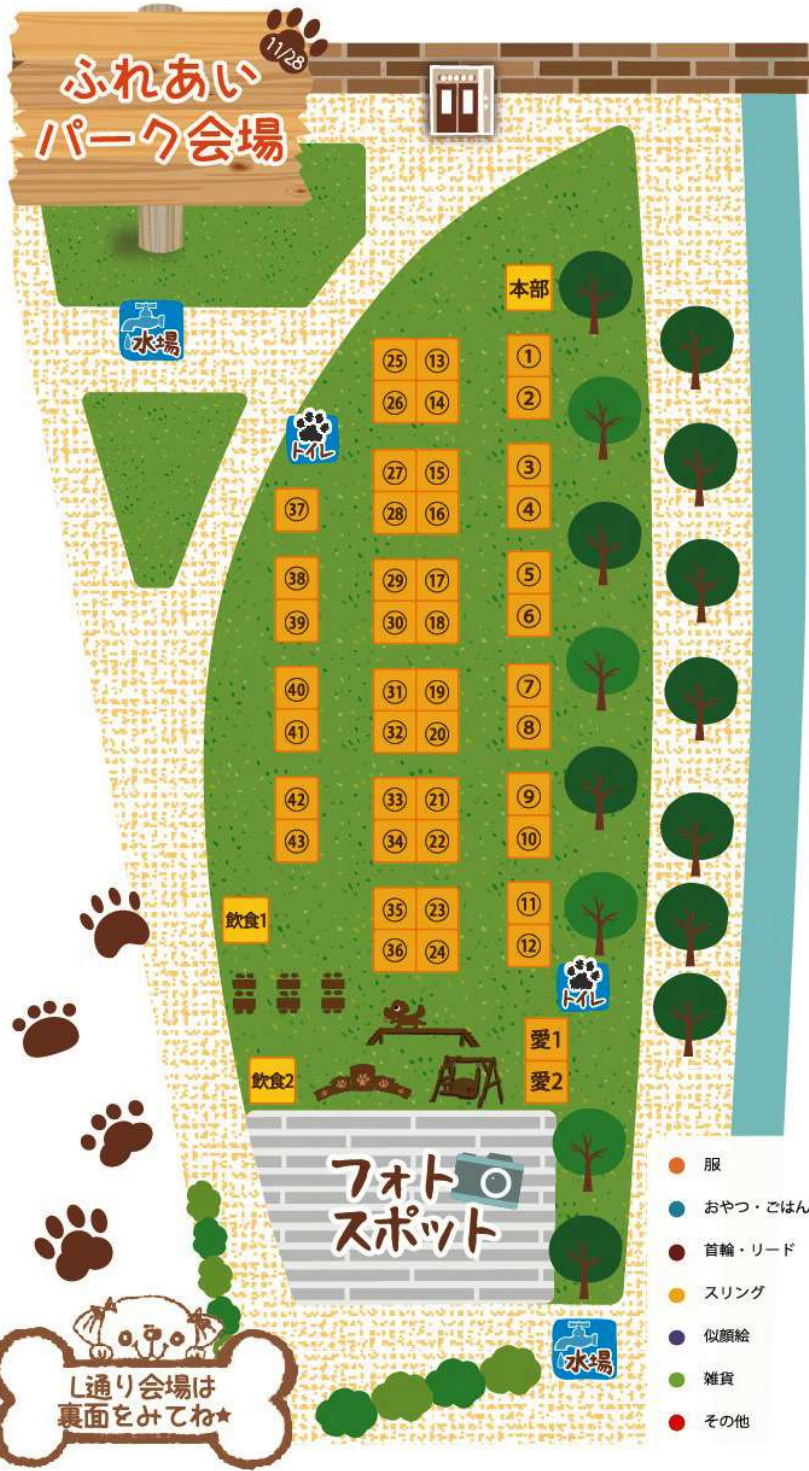 11/28
ふれあい
パーク会場
本部
水場
㉕ ⑬ ①
㉖ ⑭ ②
トイレ
㉗ ⑮ ③
㉘ ⑯ ④
㊲
㊳ ㉙ ⑰ ⑤
㊴ ㉚ ⑱ ⑥
㊵ ㉛ ⑲ ⑦
㊶ ㉜ ⑳ ⑧
㊷ ㉝ ㉑ ⑨
㊸ ㉞ ㉒ ⑩
飲食1
㉟ ㉓ ⑪
㊱ ㉔ ⑫
トイレ
愛1
愛2
飲食2
フォト
スポット
服
おやつ・ごはん
首輪・リード
スリング
似顔絵
雑貨
その他
水場
L通り会場は
裏面をみてね★